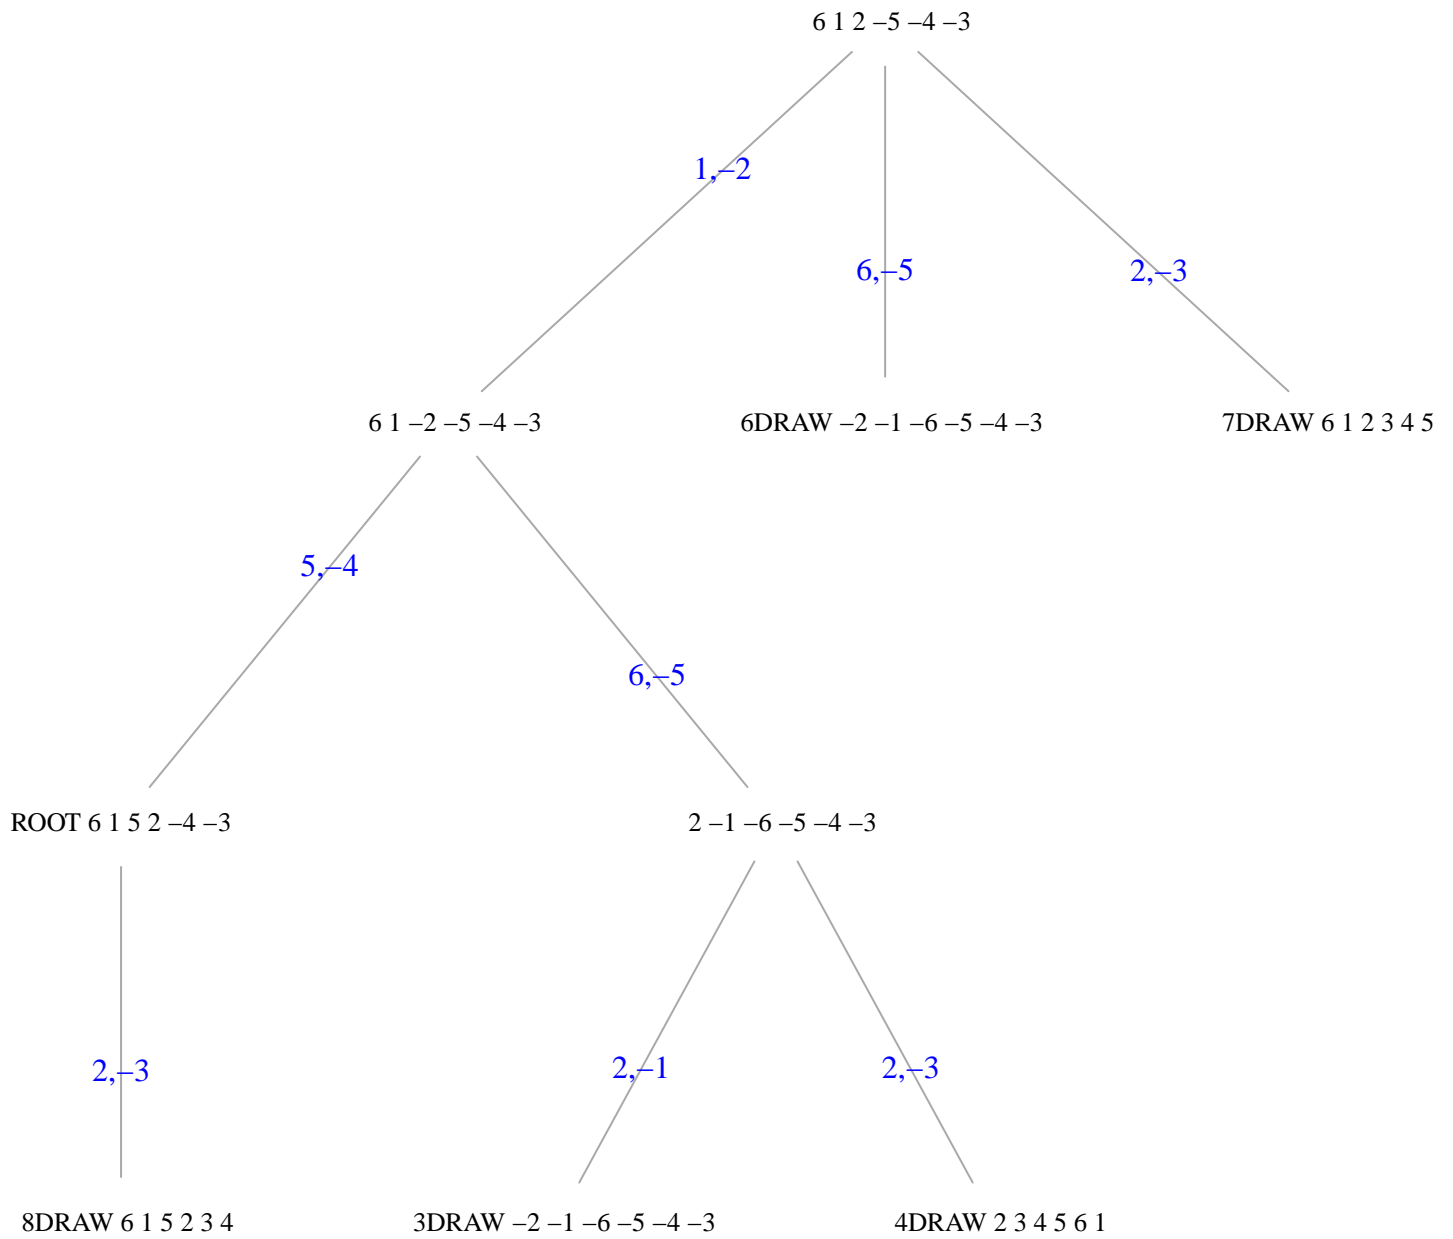 6 1 2 –5 –4 –3
1,–2
6,–5
2,–3
6 1 –2 –5 –4 –3
6DRAW –2 –1 –6 –5 –4 –3
7DRAW 6 1 2 3 4 5
5,–4
6,–5
ROOT 6 1 5 2 –4 –3
2 –1 –6 –5 –4 –3
2,–3
2,–1
2,–3
8DRAW 6 1 5 2 3 4
3DRAW –2 –1 –6 –5 –4 –3
4DRAW 2 3 4 5 6 1